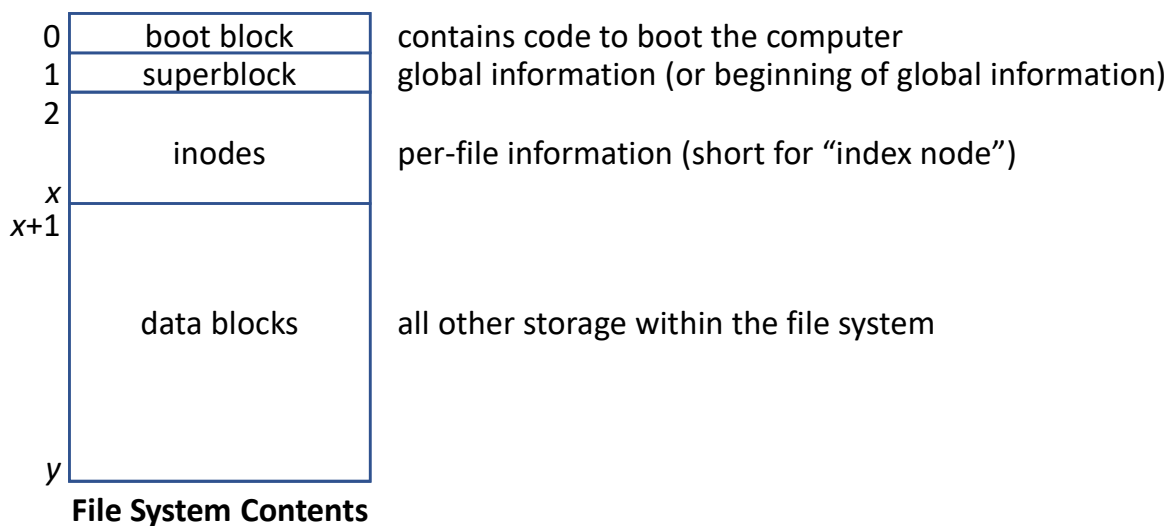 0 boot block contains code to boot the computer
1 superblock global information (or beginning of global information)
2
inodes per-file information (short for “index node”)
x
x+1
data blocks all other storage within the file system
y
File System Contents